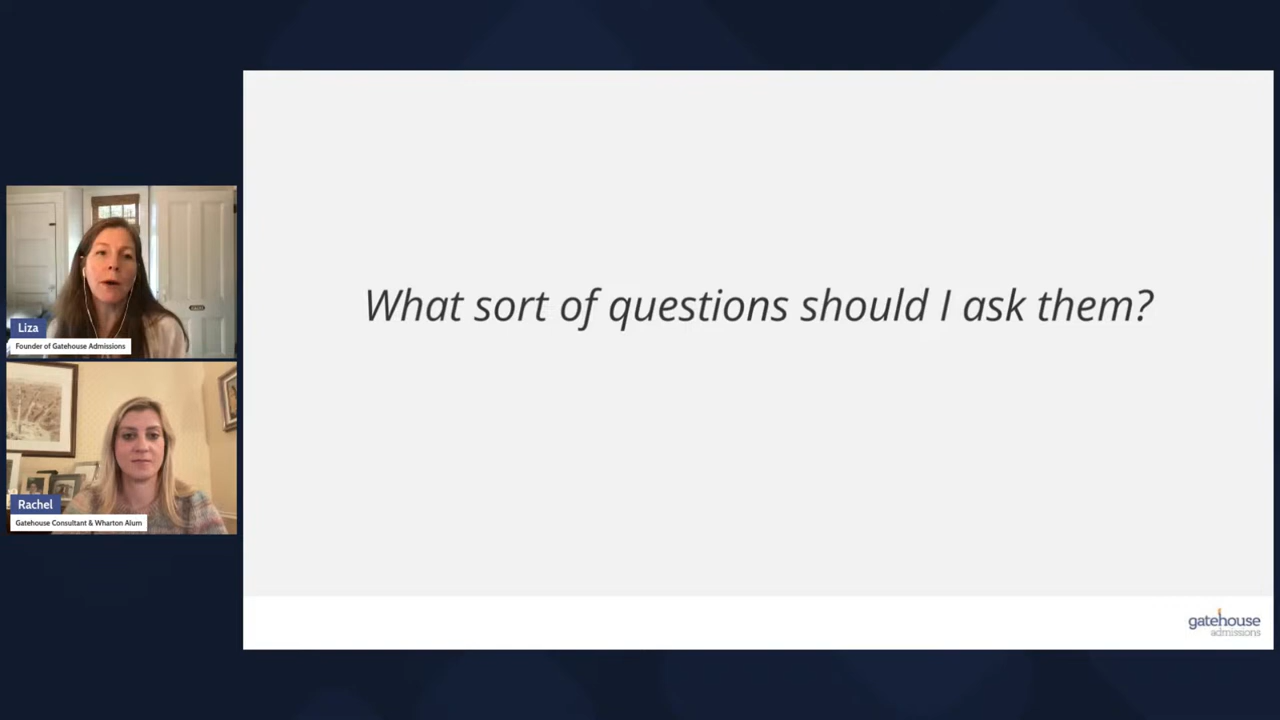 What sort of questions should I ask them?
Liza
Founder of Gatehouse Admissions
Rachel
Gatehouse Consultant & Wharton Alum
gatehouse
admissions